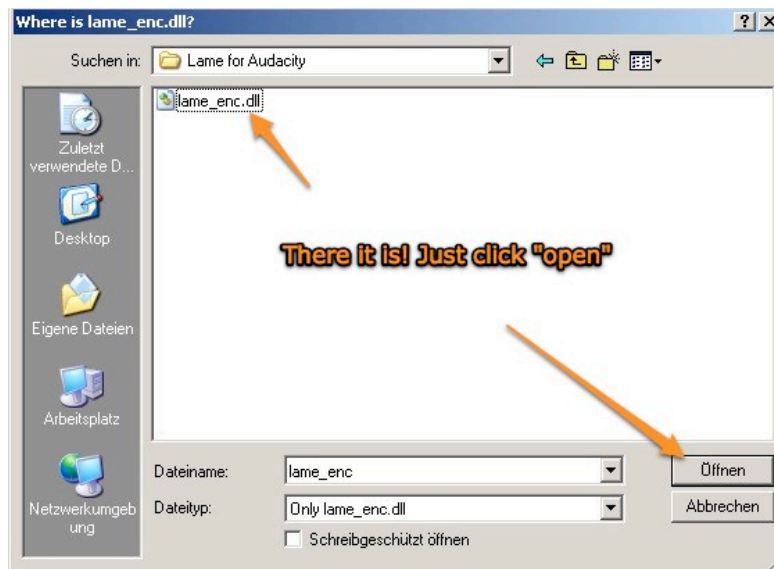 Where is lame_enc.dll?
Suchen in:
Lame for Audacity
lame_enc.dll
Zuletzt
verwendete D...
Desktop
Eigene Dateien
Arbeitsplatz
Netzwerkumgeb
ung
There it is! Just click "open"
Dateiname:
lame_enc
Öffnen
Dateityp:
Only lame_enc.dll
Abbrechen
Schreibgeschützt öffnen